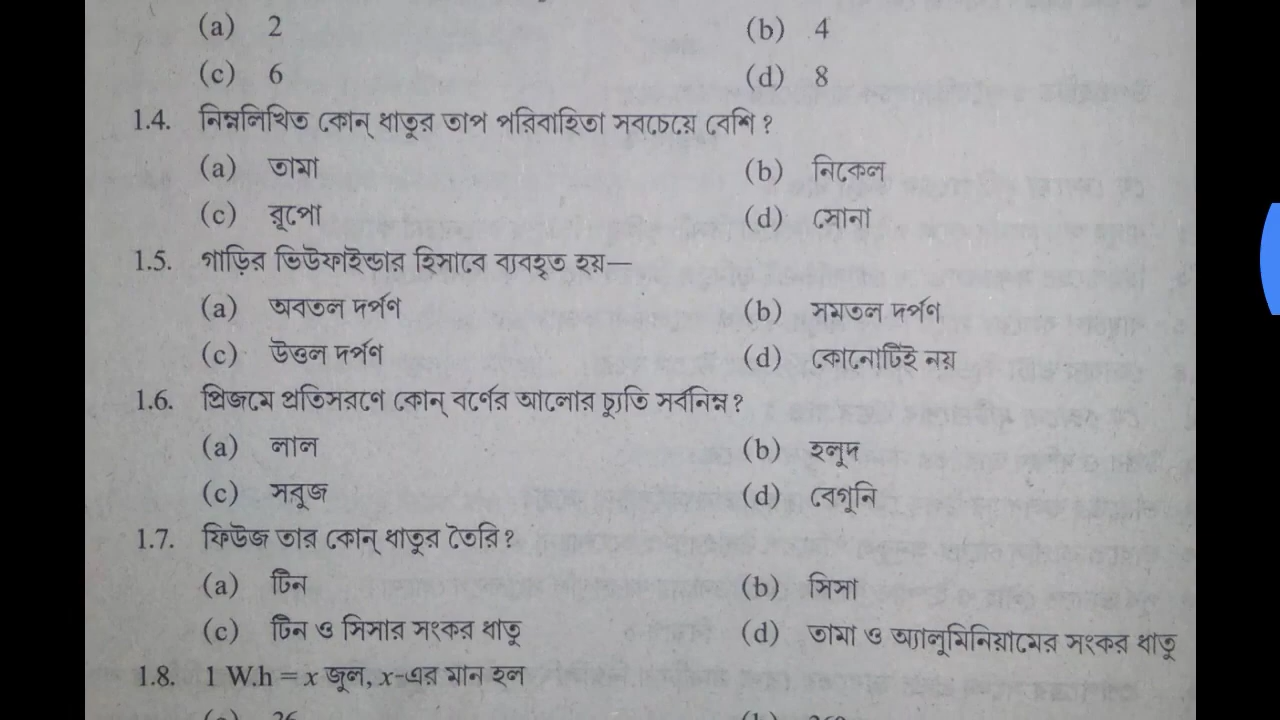 (a) 2 (b) 4
(c) 6 (d) 8
1.4. নিম্নলিখিত কোন্ ধাতুর তাপ পরিবাহিতা সবচেয়ে বেশি ?
(a) তামা (b) নিকেল
(c) রূপো (d) সোনা
1.5. গাড়ির ভিউফাইন্ডার হিসাবে ব্যবহৃত হয়—
(a) অবতল দর্পণ (b) সমতল দর্পণ
(c) উত্তল দর্পণ (d) কোনোটিই নয়
1.6. প্রিজমে প্রতিসরণে কোন্ বর্ণের আলোর চ্যুতি সর্বনিম্ন ?
(a) লাল (b) হলুদ
(c) সবুজ (d) বেগুনি
1.7. ফিউজ তার কোন্ ধাতুর তৈরি ?
(a) টিন (b) সিসা
(c) টিন ও সিসার সংকর ধাতু (d) তামা ও অ্যালুমিনিয়ামের সংকর ধাতু
1.8. 1 W.h = x জুল, x-এর মান হল